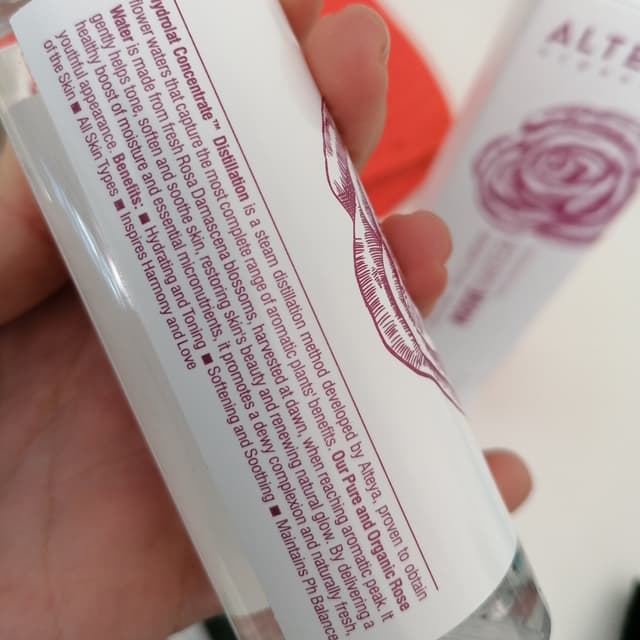 Hydrolat Concentrate™ Distillation is a steam distillation method developed by Alteya, proven to obtain
flower waters that capture the most complete range of aromatic plants' benefits. Our Pure and Organic Rose
Water is made from fresh Rosa Damascena blossoms, harvested at dawn, when reaching aromatic peak. It
gently helps tone, soften and soothe skin, restoring skin's beauty and renewing natural glow. By delivering a
healthy boost of moisture and essential micronutrients, it promotes a dewy complexion and naturally fresh,
youthful appearance. Benefits: ■ Hydrating and Toning ■ Softening and Soothing ■ Maintains Ph Balance
of the Skin ■ All Skin Types ■ Inspires Harmony and Love
ALTE